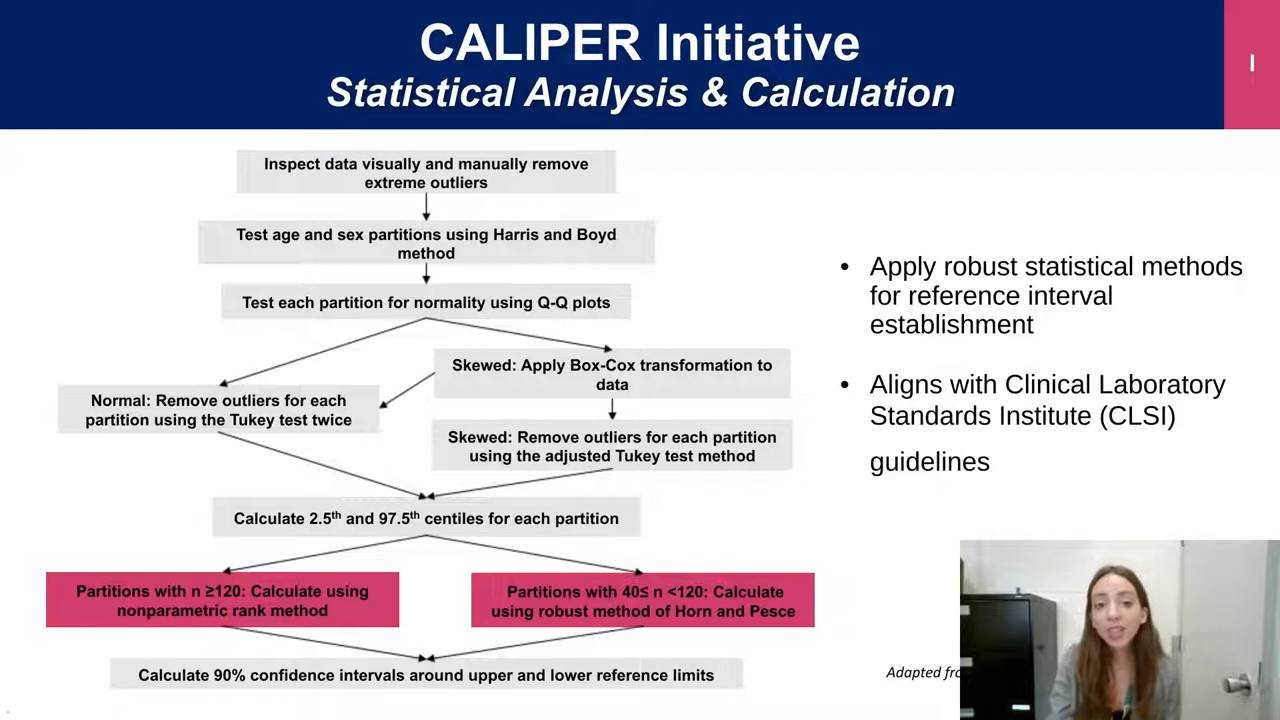 CALIPER Initiative
Statistical Analysis & Calculation
Inspect data visually and manually remove
extreme outliers
Test age and sex partitions using Harris and Boyd
method
Test each partition for normality using Q-Q plots
Skewed: Apply Box-Cox transformation to
data
Normal: Remove outliers for each
partition using the Tukey test twice
Skewed: Remove outliers for each partition
using the adjusted Tukey test method
Calculate 2.5th and 97.5th centiles for each partition
Partitions with n ≥120: Calculate using
nonparametric rank method
Partitions with 40≤ n <120: Calculate
using robust method of Horn and Pesce
Calculate 90% confidence intervals around upper and lower reference limits
• Apply robust statistical methods
for reference interval
establishment
• Aligns with Clinical Laboratory
Standards Institute (CLSI)
guidelines
Adapted